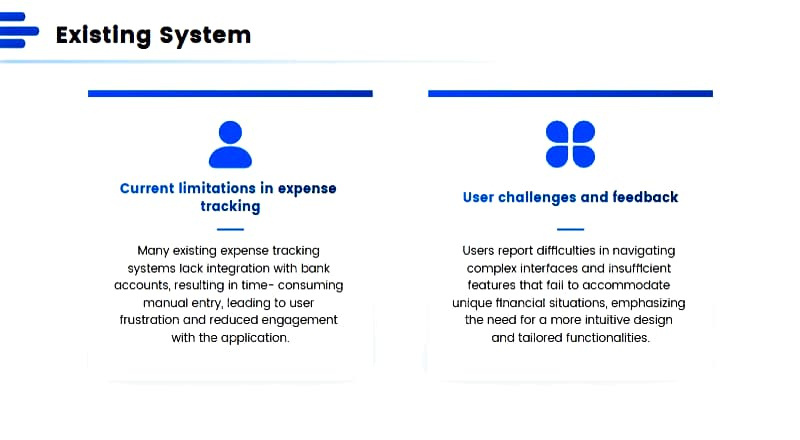 Existing System
Current limitations in expense
tracking
Many existing expense tracking
systems lack integration with bank
accounts, resulting in time- consuming
manual entry, leading to user
frustration and reduced engagement
with the application.
User challenges and feedback
Users report difficulties in navigating
complex interfaces and insufficient
features that fail to accommodate
unique financial situations, emphasizing
the need for a more intuitive design
and tailored functionalities.